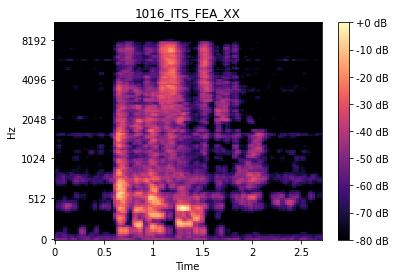 1016_ITS_FEA_XX
+0 dB
8192
-10 dB
4096
-20 dB
-30 dB
2048
Hz
-40 dB
1024
-50 dB
512
-60 dB
-70 dB
0
-80 dB
0 0.5 1 1.5 2 2.5
Time